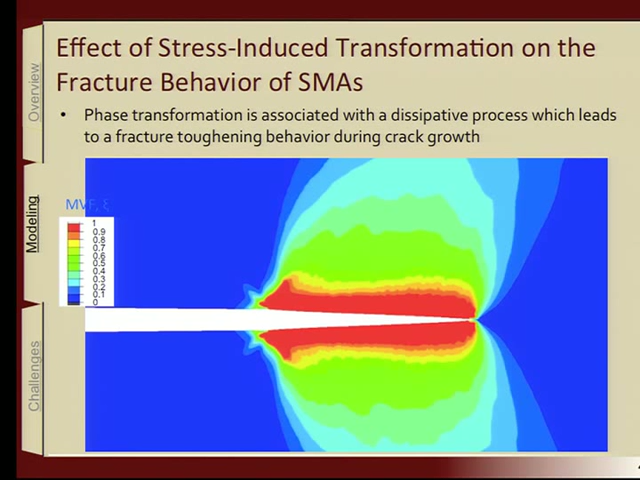 Effect of Stress-Induced Transformation on the
Fracture Behavior of SMAs
• Phase transformation is associated with a dissipative process which leads
to a fracture toughening behavior during crack growth
Overview
Modeling
Challenges
MVF, ξ
1
0.9
0.8
0.7
0.6
0.5
0.4
0.3
0.2
0.1
0